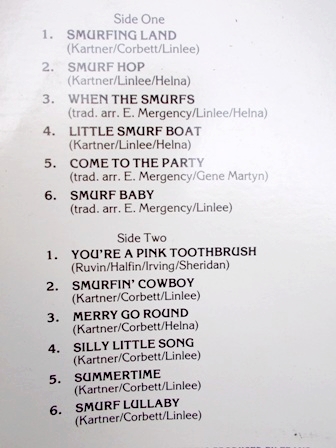 Side One
1. SMURFING LAND
(Kartner/Corbett/Linlee)
2. SMURF HOP
(Kartner/Linlee/Helna)
3. WHEN THE SMURFS
(trad. arr. E. Mergency/Linlee/Helna)
4. LITTLE SMURF BOAT
(Kartner/Linlee/Helna)
5. COME TO THE PARTY
(trad. arr. E. Mergency/Gene Martyn)
6. SMURF BABY
(trad. arr. E. Mergency/Linlee)
Side Two
1. YOU'RE A PINK TOOTHBRUSH
(Ruvin/Halfin/Irving/Sheridan)
2. SMURFIN' COWBOY
(Kartner/Corbett/Linlee)
3. MERRY GO ROUND
(Kartner/Corbett/Helna)
4. SILLY LITTLE SONG
(Kartner/Corbett/Linlee)
5. SUMMERTIME
(Kartner/Corbett/Linlee)
6. SMURF LULLABY
(Kartner/Corbett/Linlee)